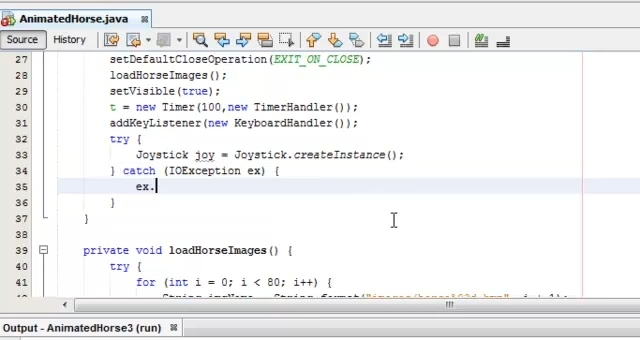 AnimatedHorse.java
Source History
27 setDefaultCloseOperation(EXIT_ON_CLOSE);
28 loadHorseImages();
29 setVisible(true);
30 t = new Timer(100,new TimerHandler());
31 addKeyListener(new KeyboardHandler());
32 try {
33 Joystick joy = Joystick.createInstance();
34 } catch (IOException ex) {
35 ex.
36 }
37 }
38
39 private void loadHorseImages() {
40 try {
41 for (int i = 0; i < 80; i++) {
Output - AnimatedHorse3 (run)